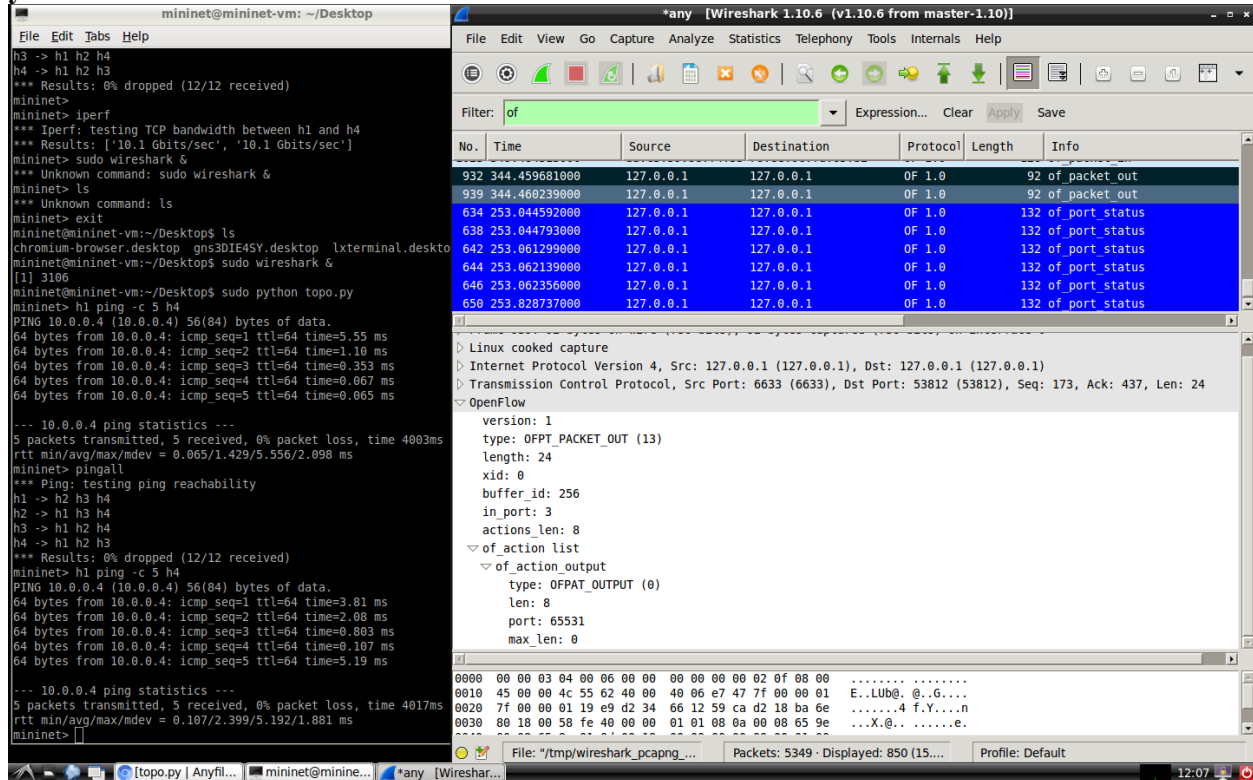 mininet@mininet-vm: ~/Desktop
File Edit Tabs Help
h3 -> h1 h2 h4
h4 -> h1 h2 h3
*** Results: 0% dropped (12/12 received)
mininet>
mininet> iperf
*** Iperf: testing TCP bandwidth between h1 and h4
*** Results: ['10.1 Gbits/sec', '10.1 Gbits/sec']
mininet> sudo wireshark &
*** Unknown command: sudo wireshark &
mininet> ls
*** Unknown command: ls
mininet> exit
mininet@mininet-vm:~/Desktop$ ls
chromium-browser.desktop gns3DIE4SY.desktop lxterminal.deskto
mininet@mininet-vm:~/Desktop$ sudo wireshark &
[1] 3106
mininet@mininet-vm:~/Desktop$ sudo python topo.py
mininet> h1 ping -c 5 h4
PING 10.0.0.4 (10.0.0.4) 56(84) bytes of data.
64 bytes from 10.0.0.4: icmp_seq=1 ttl=64 time=5.55 ms
64 bytes from 10.0.0.4: icmp_seq=2 ttl=64 time=1.10 ms
64 bytes from 10.0.0.4: icmp_seq=3 ttl=64 time=0.353 ms
64 bytes from 10.0.0.4: icmp_seq=4 ttl=64 time=0.067 ms
64 bytes from 10.0.0.4: icmp_seq=5 ttl=64 time=0.065 ms
--- 10.0.0.4 ping statistics ---
5 packets transmitted, 5 received, 0% packet loss, time 4003ms
rtt min/avg/max/mdev = 0.065/1.429/5.556/2.098 ms
mininet> pingall
*** Ping: testing ping reachability
h1 -> h2 h3 h4
h2 -> h1 h3 h4
h3 -> h1 h2 h4
h4 -> h1 h2 h3
*** Results: 0% dropped (12/12 received)
mininet> h1 ping -c 5 h4
PING 10.0.0.4 (10.0.0.4) 56(84) bytes of data.
64 bytes from 10.0.0.4: icmp_seq=1 ttl=64 time=3.81 ms
64 bytes from 10.0.0.4: icmp_seq=2 ttl=64 time=2.08 ms
64 bytes from 10.0.0.4: icmp_seq=3 ttl=64 time=0.803 ms
64 bytes from 10.0.0.4: icmp_seq=4 ttl=64 time=0.107 ms
64 bytes from 10.0.0.4: icmp_seq=5 ttl=64 time=5.19 ms
--- 10.0.0.4 ping statistics ---
5 packets transmitted, 5 received, 0% packet loss, time 4017ms
rtt min/avg/max/mdev = 0.107/2.399/5.192/1.881 ms
mininet>
*any [Wireshark 1.10.6 (v1.10.6 from master-1.10)]
File Edit View Go Capture Analyze Statistics Telephony Tools Internals Help
Filter: of Expression... Clear Apply Save
No. Time Source Destination Protocol Length Info
932 344.459681000 127.0.0.1 127.0.0.1 OF 1.0 92 of_packet_out
939 344.460239000 127.0.0.1 127.0.0.1 OF 1.0 92 of_packet_out
634 253.044592000 127.0.0.1 127.0.0.1 OF 1.0 132 of_port_status
638 253.044793000 127.0.0.1 127.0.0.1 OF 1.0 132 of_port_status
642 253.061299000 127.0.0.1 127.0.0.1 OF 1.0 132 of_port_status
644 253.062139000 127.0.0.1 127.0.0.1 OF 1.0 132 of_port_status
646 253.062356000 127.0.0.1 127.0.0.1 OF 1.0 132 of_port_status
650 253.828737000 127.0.0.1 127.0.0.1 OF 1.0 132 of_port_status
Linux cooked capture
Internet Protocol Version 4, Src: 127.0.0.1 (127.0.0.1), Dst: 127.0.0.1 (127.0.0.1)
Transmission Control Protocol, Src Port: 6633 (6633), Dst Port: 53812 (53812), Seq: 173, Ack: 437, Len: 24
OpenFlow
version: 1
type: OFPT_PACKET_OUT (13)
length: 24
xid: 0
buffer_id: 256
in_port: 3
actions_len: 8
of_action list
of_action_output
type: OFPAT_OUTPUT (0)
len: 8
port: 65531
max_len: 0
0000 00 00 03 04 00 06 00 00 00 00 00 00 02 0f 08 00 ........ ........
0010 45 00 00 4c 55 62 40 00 40 06 e7 47 7f 00 00 01 E..LUb@. @..G....
0020 7f 00 00 01 19 e9 d2 34 66 12 59 ca d2 18 ba 6e .......4 f.Y....n
0030 80 18 00 58 fe 40 00 00 01 01 08 0a 00 08 65 9e ...X.@.. ......e.
File: "/tmp/wireshark_pcapng_... Packets: 5349 · Displayed: 850 (15.... Profile: Default
[topo.py | Anyfil... mininet@minine... *any [Wireshar... 12:07